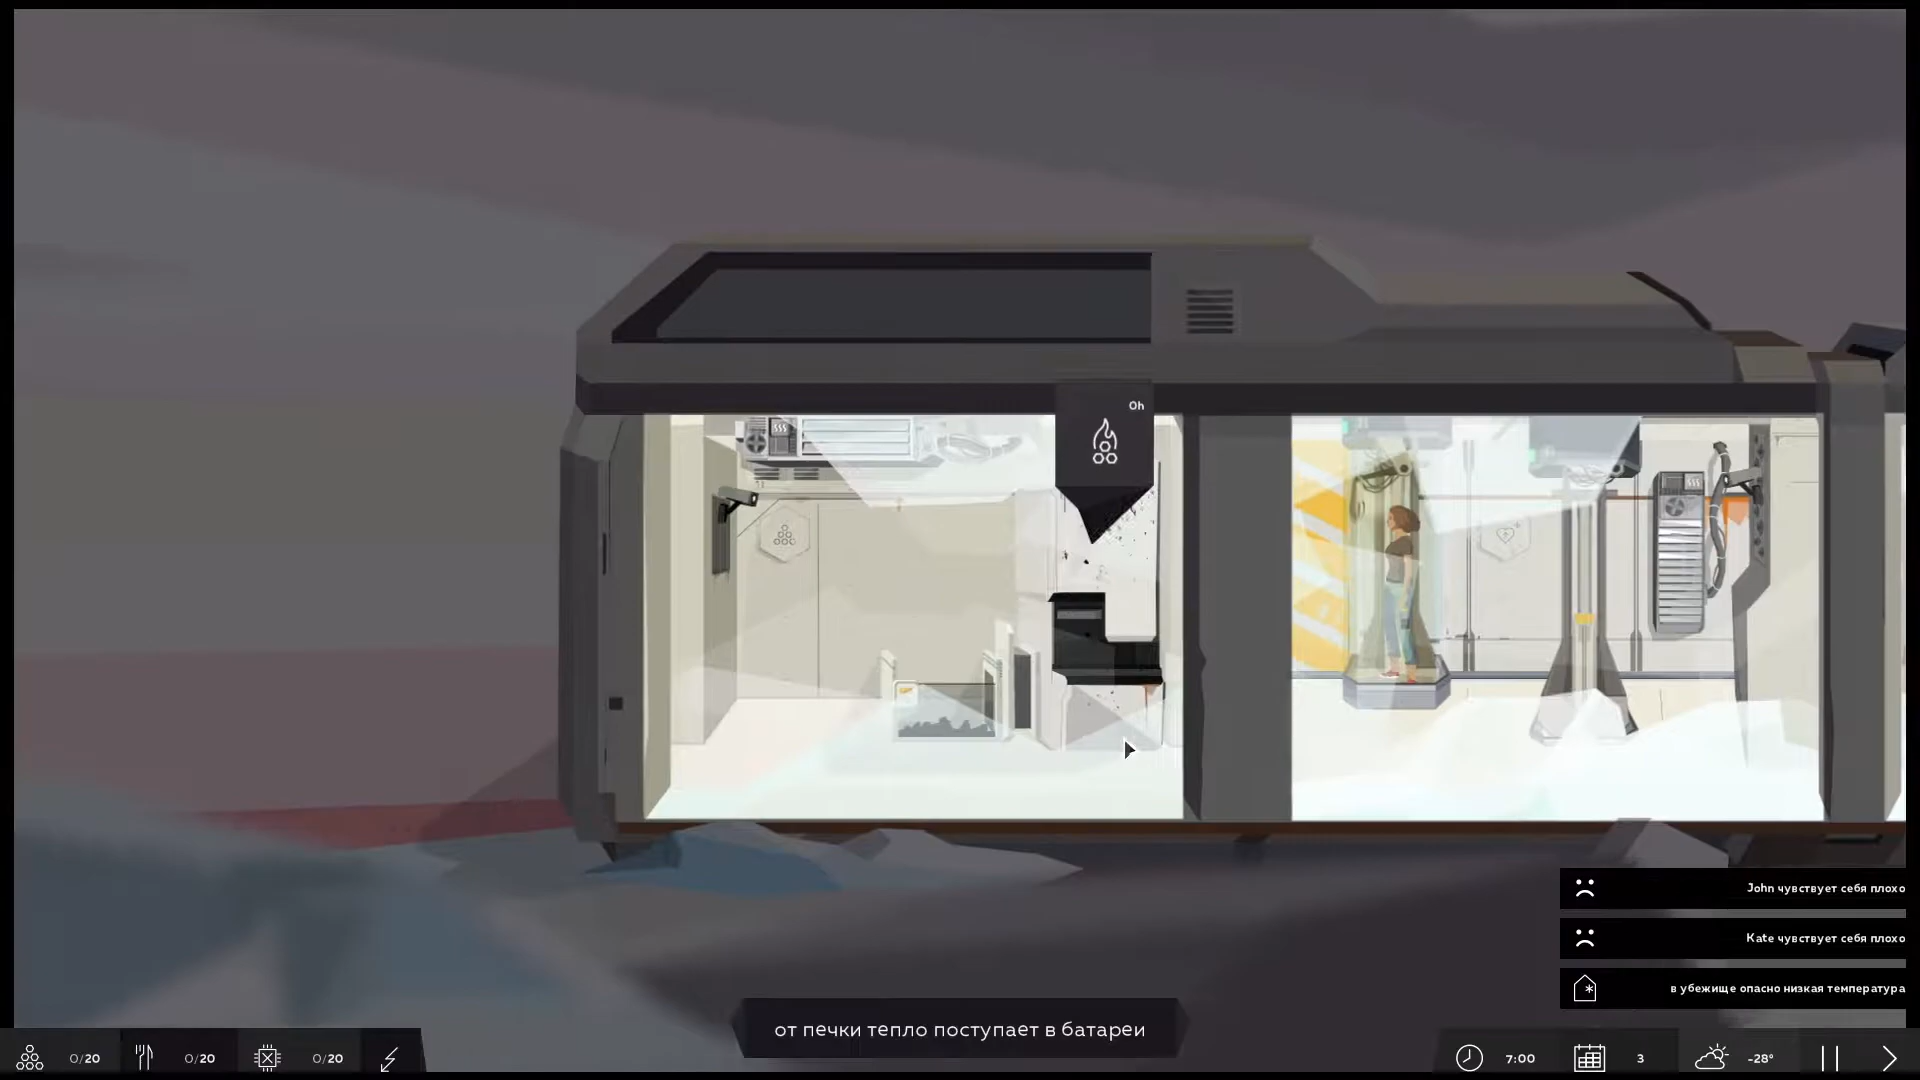 0h
John чувствует себя плохо
Kate чувствует себя плохо
в убежище опасно низкая температура
от печки тепло поступает в батареи
0/20
0/20
0/20
7:00
3
-28°